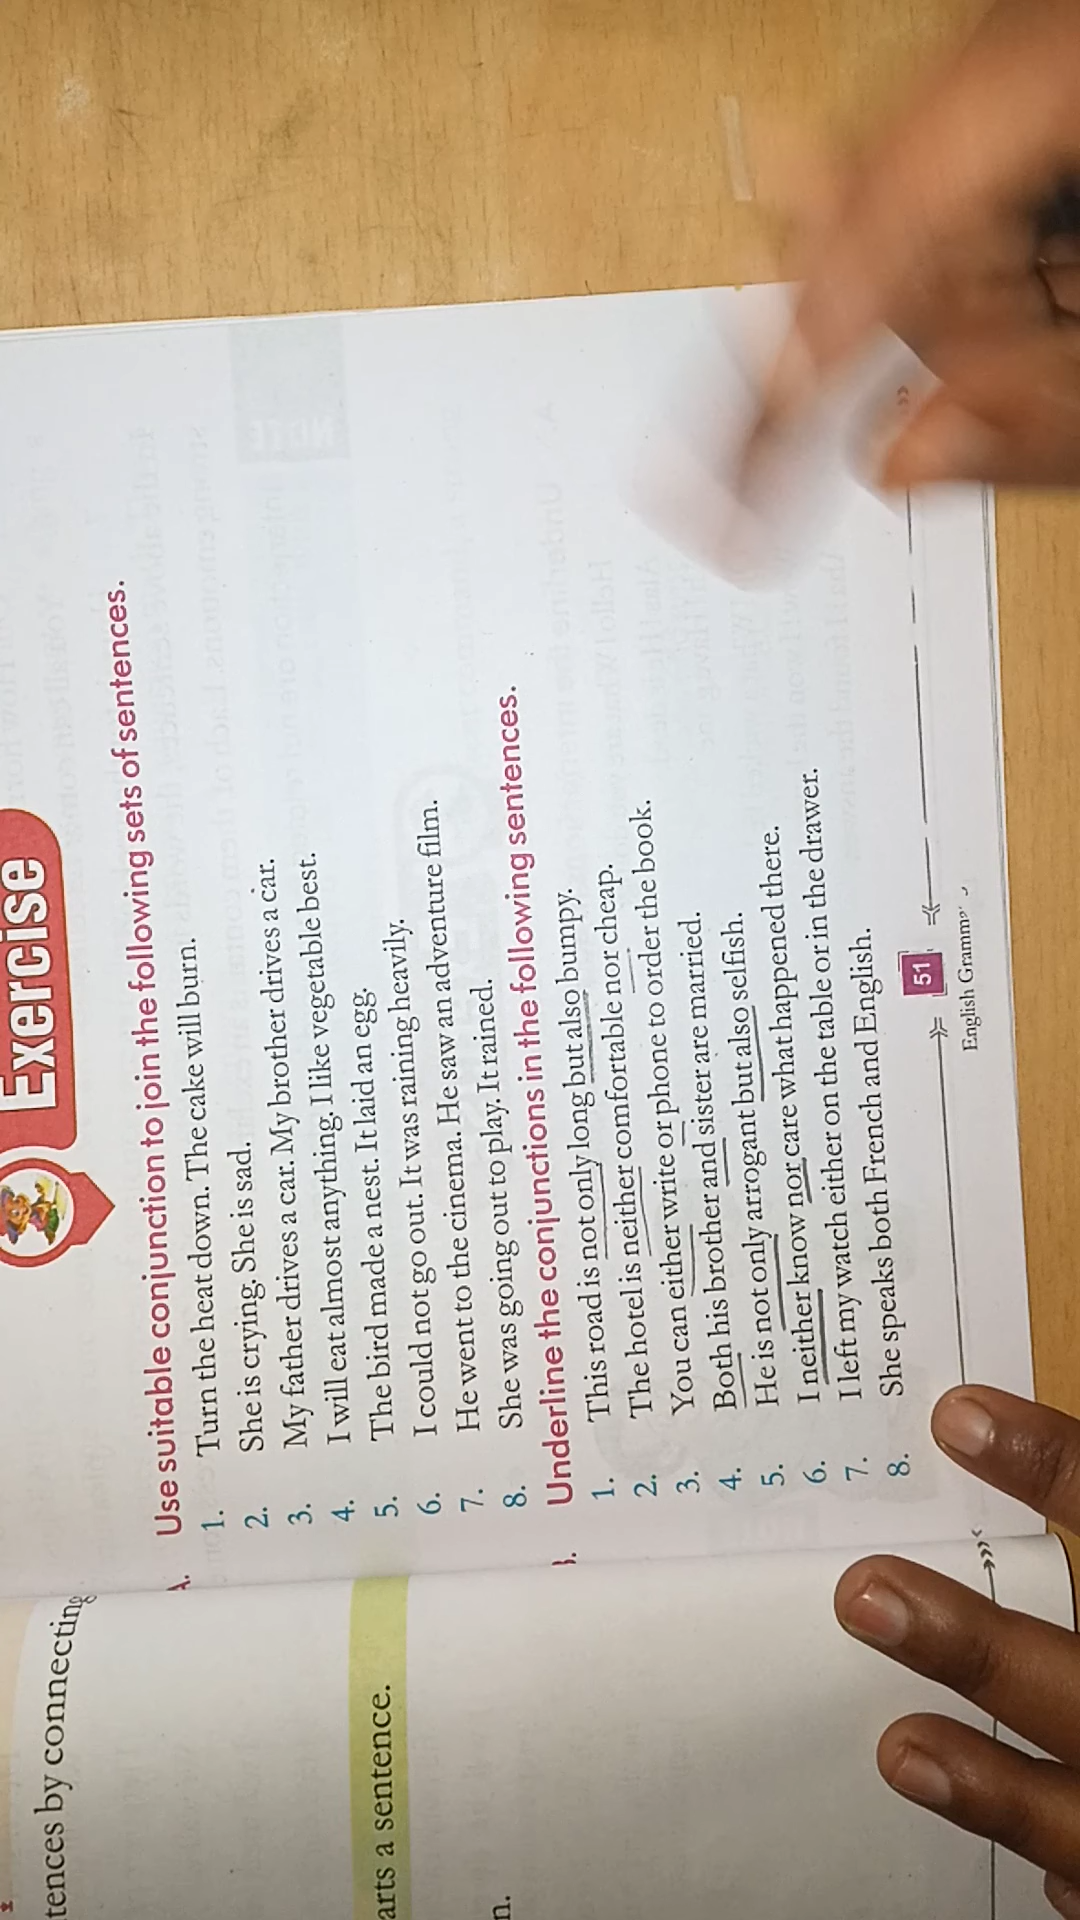 tences by connecting
arts a sentence.
n.
Exercise
A. Use suitable conjunction to join the following sets of sentences.
1. Turn the heat down. The cake will burn.
2. She is crying. She is sad.
3. My father drives a car. My brother drives a car.
4. I will eat almost anything. I like vegetable best.
5. The bird made a nest. It laid an egg.
6. I could not go out. It was raining heavily.
7. He went to the cinema. He saw an adventure film.
8. She was going out to play. It rained.
Underline the conjunctions in the following sentences.
1. This road is not only long but also bumpy.
2. The hotel is neither comfortable nor cheap.
3. You can either write or phone to order the book.
4. Both his brother and sister are married.
5. He is not only arrogant but also selfish.
6. I neither know nor care what happened there.
7. I left my watch either on the table or in the drawer.
8. She speaks both French and English.
51
English